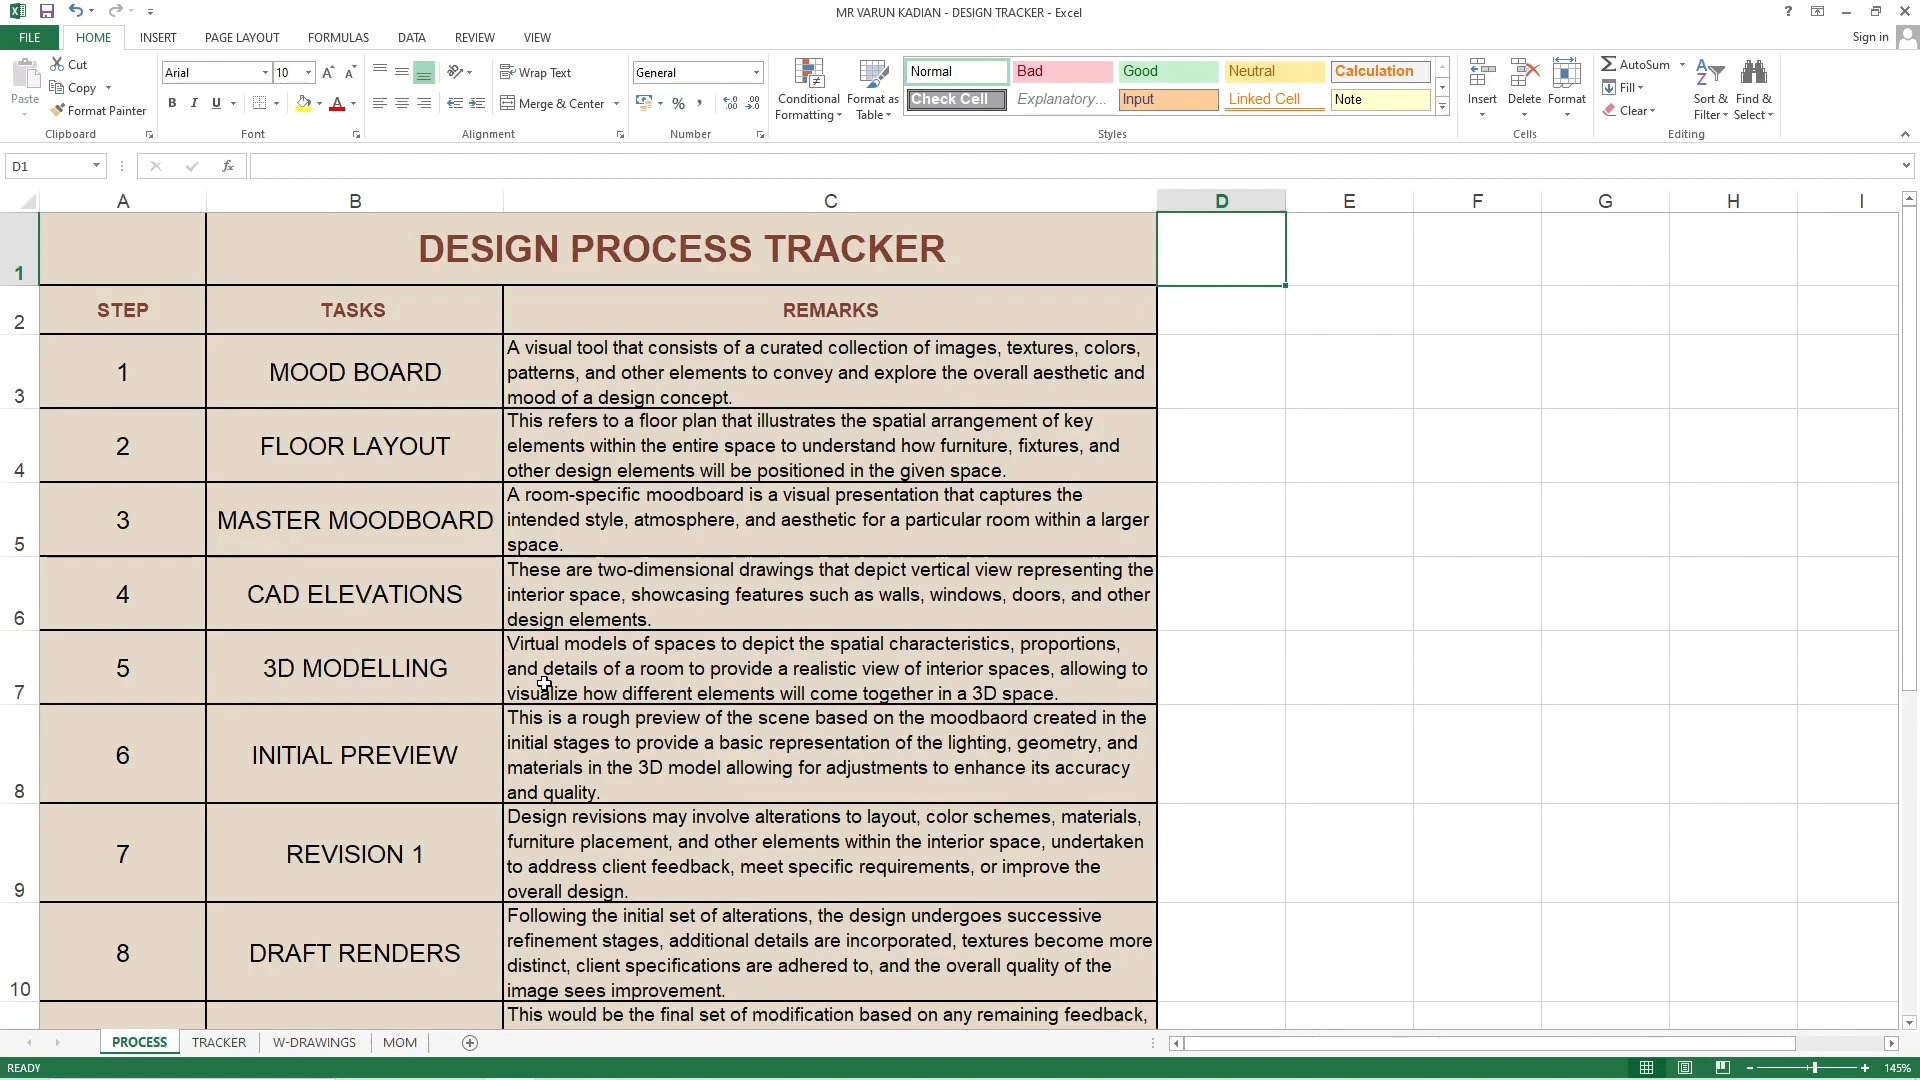 MR VARUN KADIAN - DESIGN TRACKER - Excel
?
FILE HOME INSERT PAGE LAYOUT FORMULAS DATA REVIEW VIEW
Sign in
Paste
Cut
Copy
Format Painter
Clipboard
Arial 10
B I U
Font
Wrap Text
Merge & Center
Alignment
General
%
Number
Conditional Formatting
Format as Table
Normal Bad Good Neutral Calculation
Check Cell Explanatory... Input Linked Cell Note
Styles
Insert Delete Format
Cells
AutoSum
Fill
Clear
Sort & Filter
Find & Select
Editing
D1
fx
A B C D E F G H I
DESIGN PROCESS TRACKER
1
STEP TASKS REMARKS
2
1
MOOD BOARD
A visual tool that consists of a curated collection of images, textures, colors,
patterns, and other elements to convey and explore the overall aesthetic and
mood of a design concept.
3
2
FLOOR LAYOUT
This refers to a floor plan that illustrates the spatial arrangement of key
elements within the entire space to understand how furniture, fixtures, and
other design elements will be positioned in the given space.
4
3
MASTER MOODBOARD
A room-specific moodboard is a visual presentation that captures the
intended style, atmosphere, and aesthetic for a particular room within a larger
space.
5
4
CAD ELEVATIONS
These are two-dimensional drawings that depict vertical view representing the
interior space, showcasing features such as walls, windows, doors, and other
design elements.
6
5
3D MODELLING
Virtual models of spaces to depict the spatial characteristics, proportions,
and details of a room to provide a realistic view of interior spaces, allowing to
visualize how different elements will come together in a 3D space.
7
6
INITIAL PREVIEW
This is a rough preview of the scene based on the moodbaord created in the
initial stages to provide a basic representation of the lighting, geometry, and
materials in the 3D model allowing for adjustments to enhance its accuracy
and quality.
8
7
REVISION 1
Design revisions may involve alterations to layout, color schemes, materials,
furniture placement, and other elements within the interior space, undertaken
to address client feedback, meet specific requirements, or improve the
overall design.
9
8
DRAFT RENDERS
Following the initial set of alterations, the design undergoes successive
refinement stages, additional details are incorporated, textures become more
distinct, client specifications are adhered to, and the overall quality of the
image sees improvement.
10
This would be the final set of modification based on any remaining feedback,
PROCESS TRACKER W-DRAWINGS MOM
READY
145%